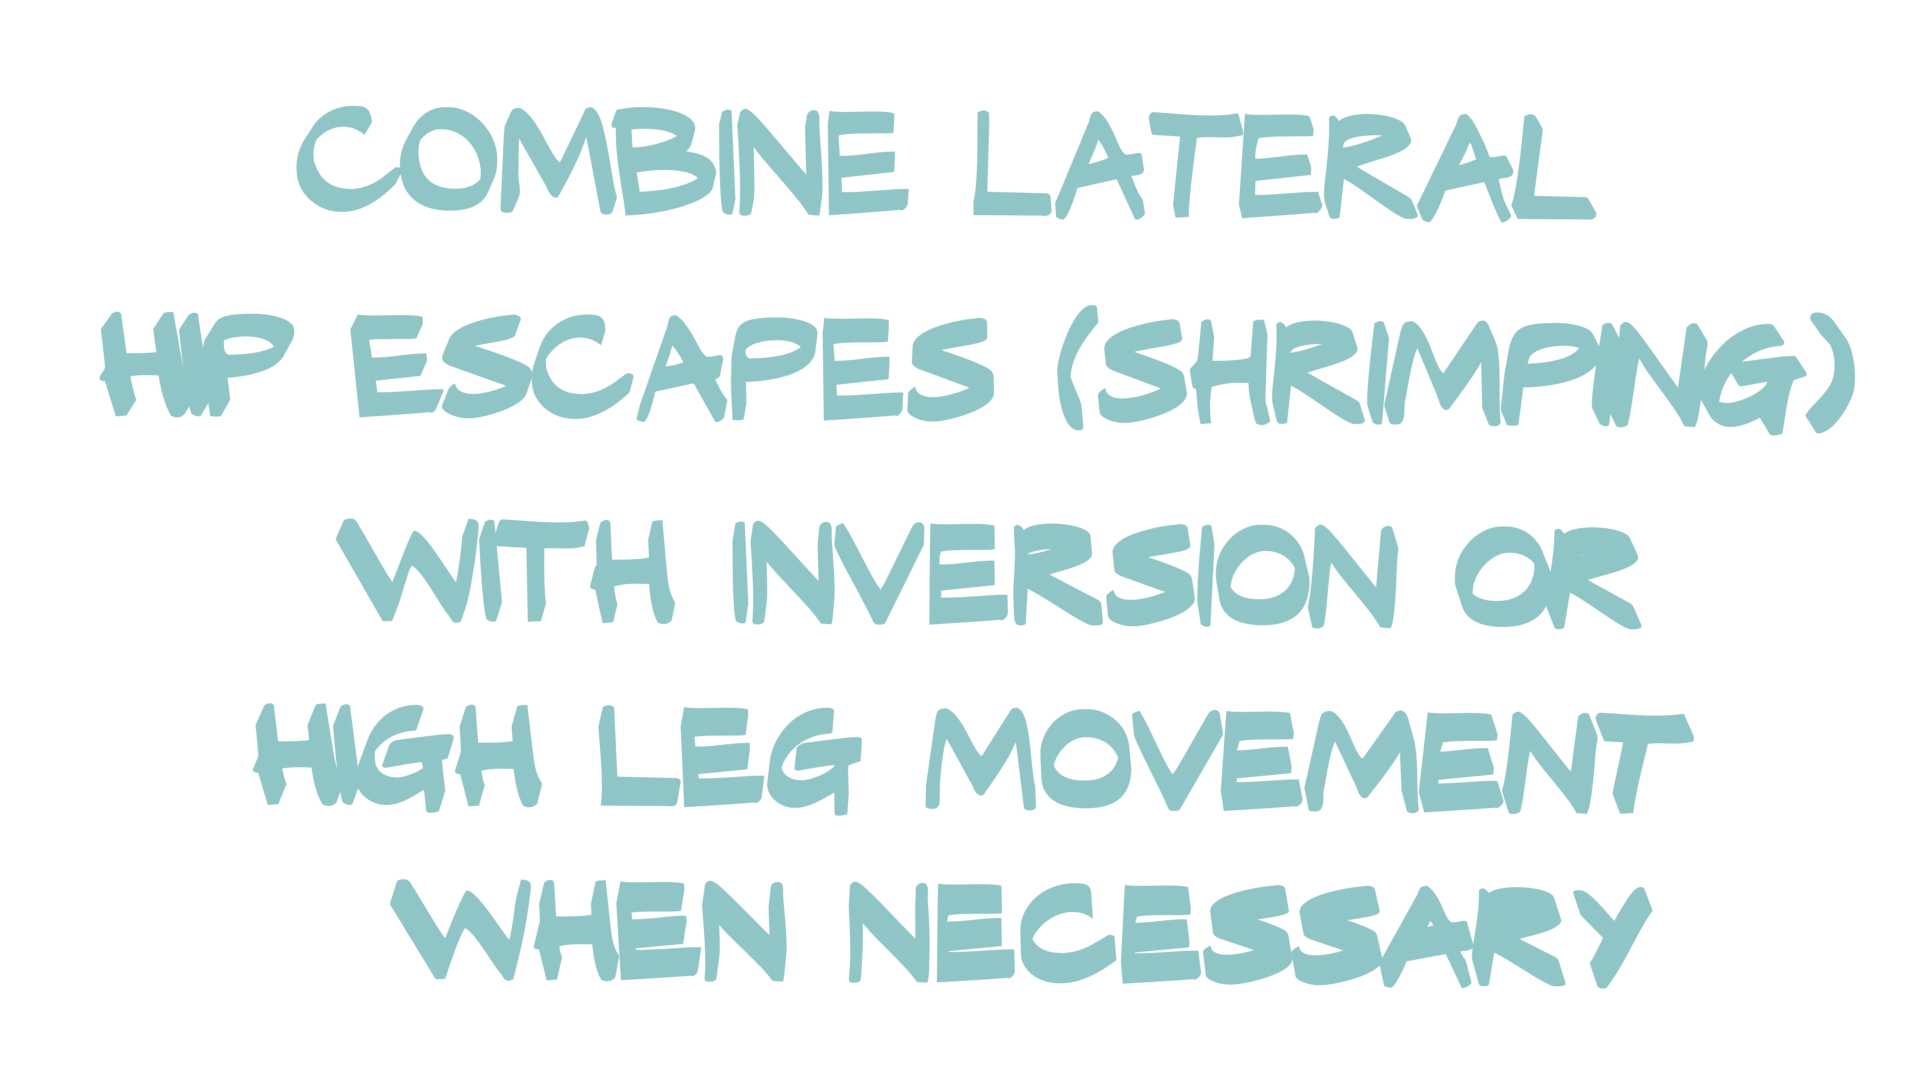 COMBINE LATERAL
HIP ESCAPES (SHRIMPING)
WITH INVERSION OR
HIGH LEG MOVEMENT
WHEN NECESSARY